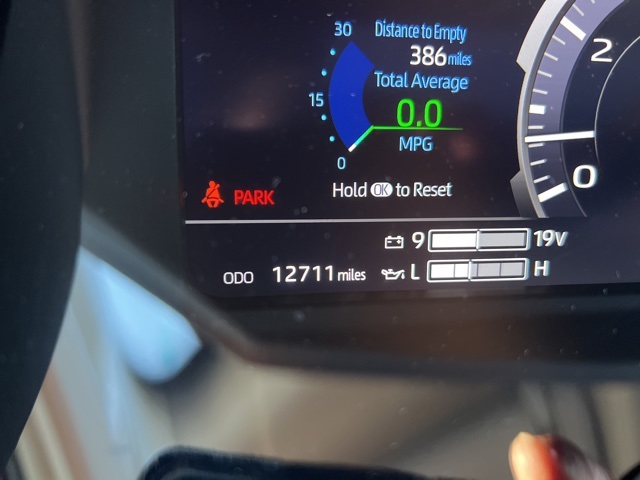 30
Distance to Empty
386 miles
Total Average
15
0.0
MPG
0
Hold OK to Reset
2
0
PARK
9 19V
ODO 12711 miles
L H